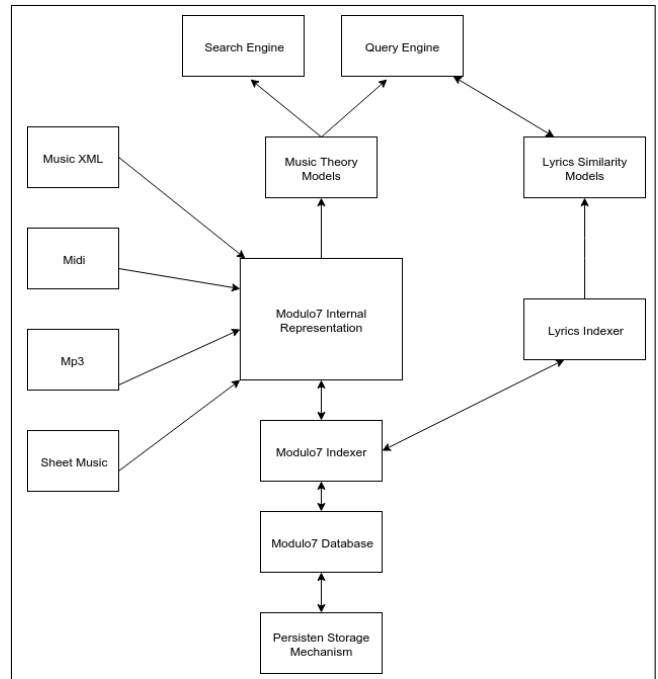 Search Engine
Query Engine
Music XML
Music Theory
Models
Lyrics Similarity
Models
Midi
Modulo7 Internal
Representation
Lyrics Indexer
Mp3
Sheet Music
Modulo7 Indexer
Modulo7 Database
Persisten Storage
Mechanism